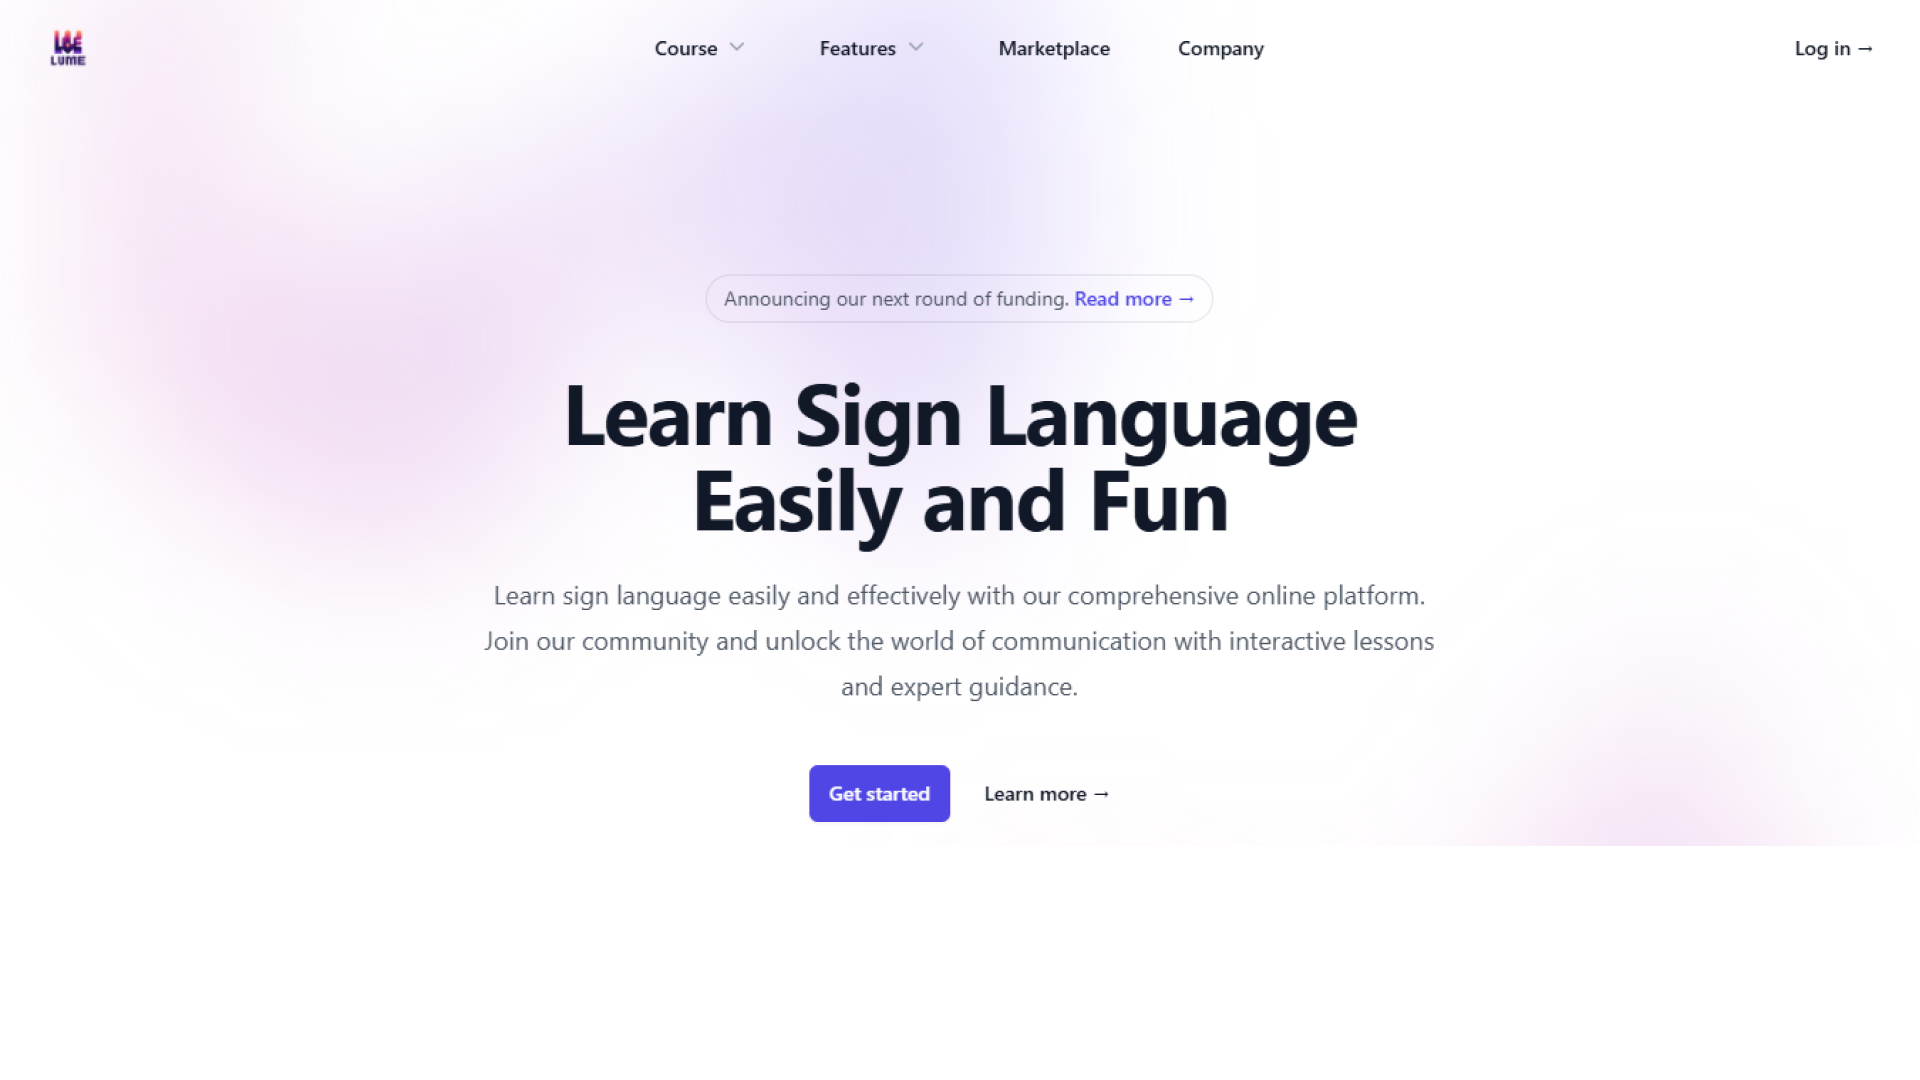 LUME
Course
Features
Marketplace
Company
Log in →
Announcing our next round of funding. Read more →
Learn Sign Language
Easily and Fun
Learn sign language easily and effectively with our comprehensive online platform.
Join our community and unlock the world of communication with interactive lessons
and expert guidance.
Get started
Learn more →